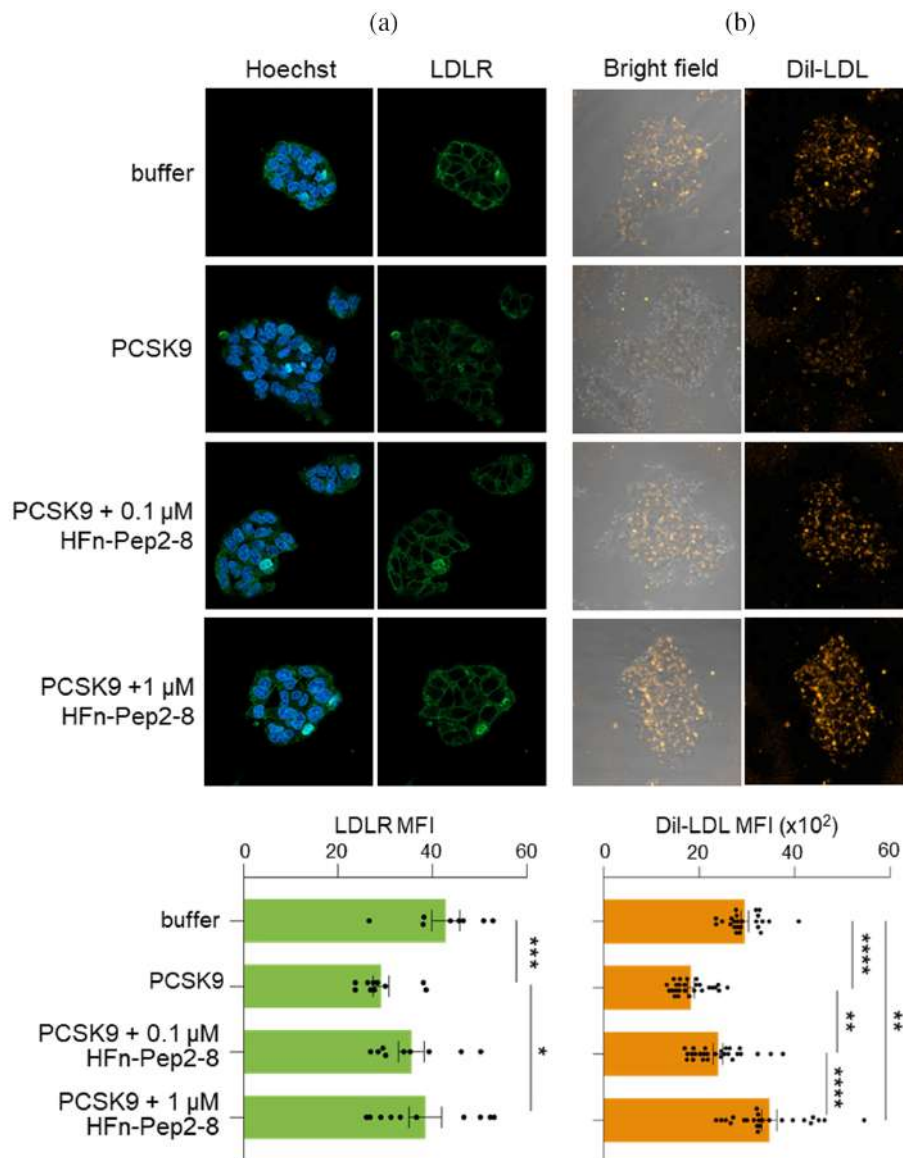 (a) (b)
Hoechst LDLR Bright field Dil-LDL
buffer
PCSK9
PCSK9 + 0.1 µM
HFn-Pep2-8
PCSK9 +1 µM
HFn-Pep2-8
LDLR MFI
0 20 40 60
buffer
PCSK9
PCSK9 + 0.1 µM
HFn-Pep2-8
PCSK9 + 1 µM
HFn-Pep2-8
***
*
Dil-LDL MFI (x10²)
0 20 40 60
****
**
****
**